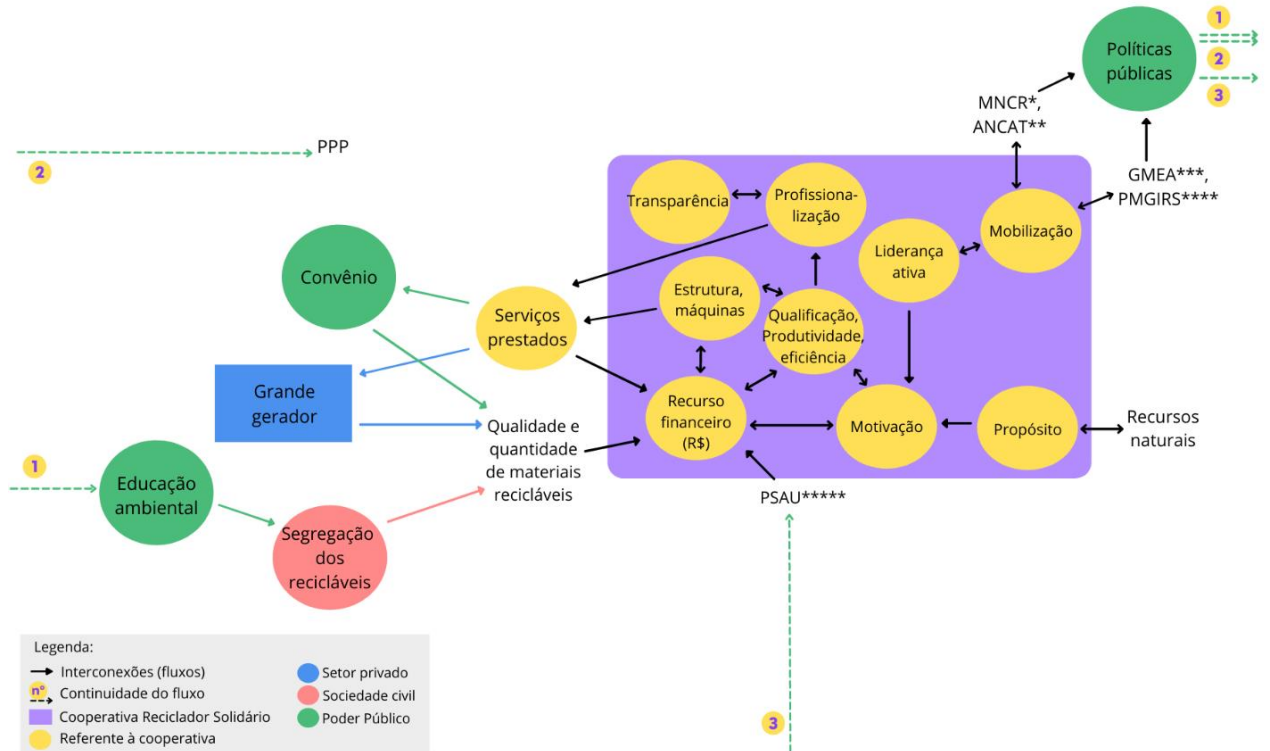 1
Políticas
públicas
2
3
MNCR*,
ANCAT**
PPP
2
GMEA***,
PMGIRS****
Transparência
Profissiona-
lização
Mobilização
Liderança
ativa
Convênio
Estrutura,
máquinas
Serviços
prestados
Qualificação,
Produtividade,
eficiência
Grande
gerador
Recurso
financeiro
(R$)
Motivação
Propósito
Recursos
naturais
Qualidade e
quantidade
de materiais
recicláveis
1
Educação
ambiental
PSAU*****
Segregação
dos
recicláveis
Legenda:
Interconexões (fluxos)
nº
Continuidade do fluxo
Cooperativa Reciclador Solidário
Referente à cooperativa
Setor privado
Sociedade civil
Poder Público
3